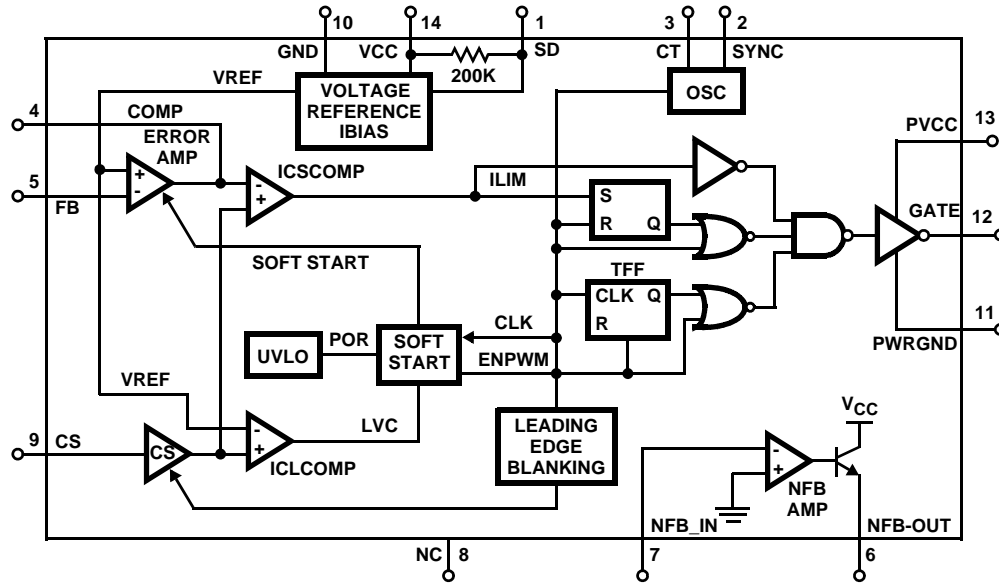 10 14 1 3 2
GND VCC SD CT SYNC
200K
VREF
VOLTAGE
REFERENCE
IBIAS
OSC
4 COMP
ERROR
AMP
+
-
5 FB
ICSCOMP
-
+
ILIM
S
R Q
PVCC 13
GATE 12
11
PWRGND
SOFT START
TFF
CLK Q
R
CLK
UVLO POR
SOFT
START
ENPWM
VREF
LVC
9 CS
CS
-
+
ICLCOMP
LEADING
EDGE
BLANKING
VCC
-
+
NFB
AMP
NFB_IN
NFB-OUT
NC 8
7
6